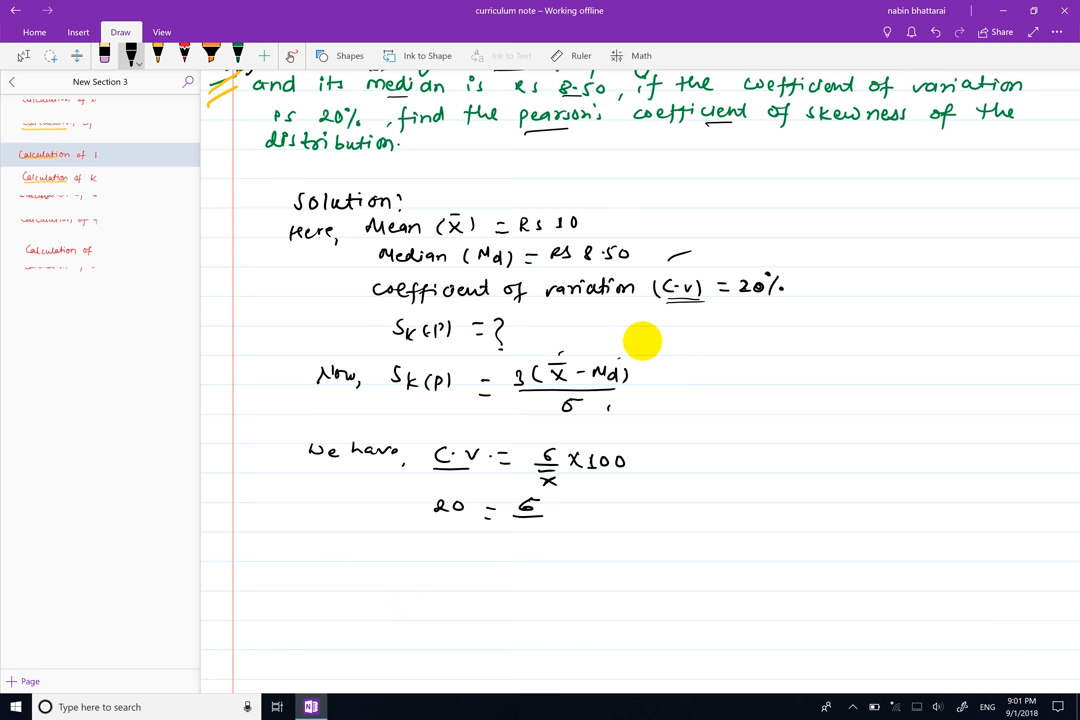 curriculum note – Working offline
nabin bhattarai
Home Insert Draw View
Share
Shapes Ink to Shape Ink to Text Ruler Math
New Section 3
Calculation of
Calculation of k
Calculation of
and its median is Rs 8.50, if the coefficient of variation
is 20%, find the pearson's coefficient of skewness of the
distribution.
Solution:
Here, Mean (X̄) = Rs 10
Median (Md) = Rs 8.50
coefficient of variation (C.V) = 20%
Sk(P) = ?
Now, Sk(P) = 3(X̄ - Md)
σ
We have, C.V. = σ/X̄ × 100
20 = σ
Page
Type here to search
9:01 PM
9/1/2018